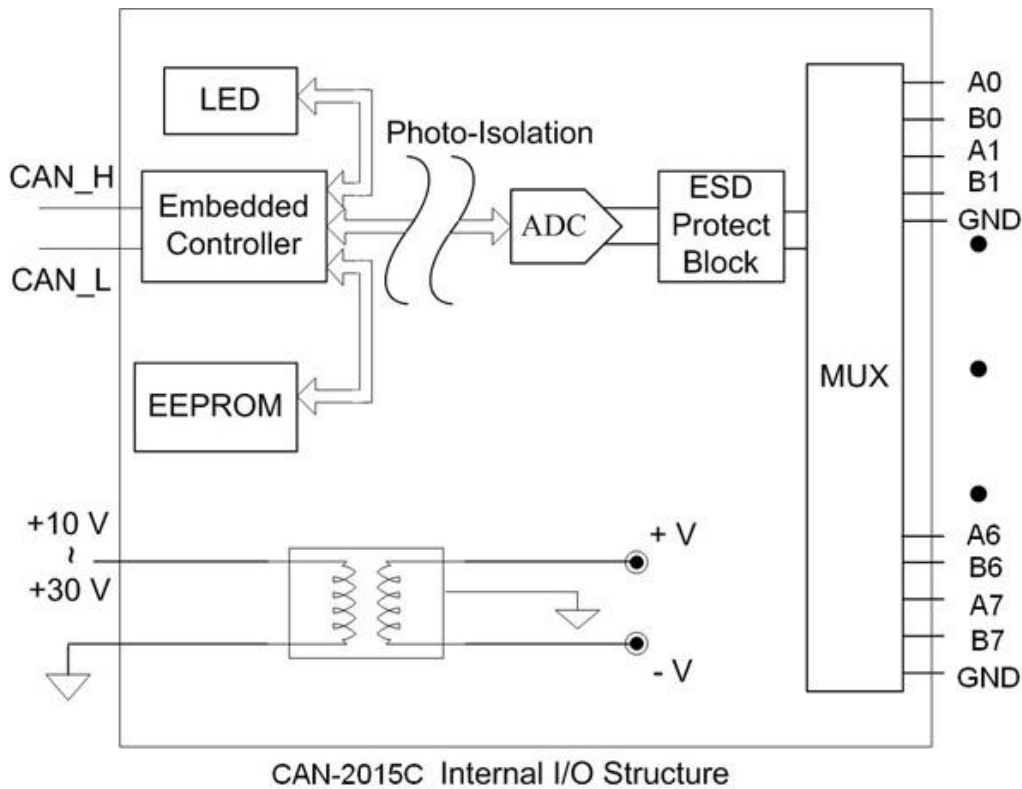 LED
Photo-Isolation
CAN_H
CAN_L
Embedded
Controller
ADC
ESD
Protect
Block
MUX
A0
B0
A1
B1
GND
EEPROM
+10 V
~
+30 V
+ V
- V
A6
B6
A7
B7
GND
CAN-2015C Internal I/O Structure